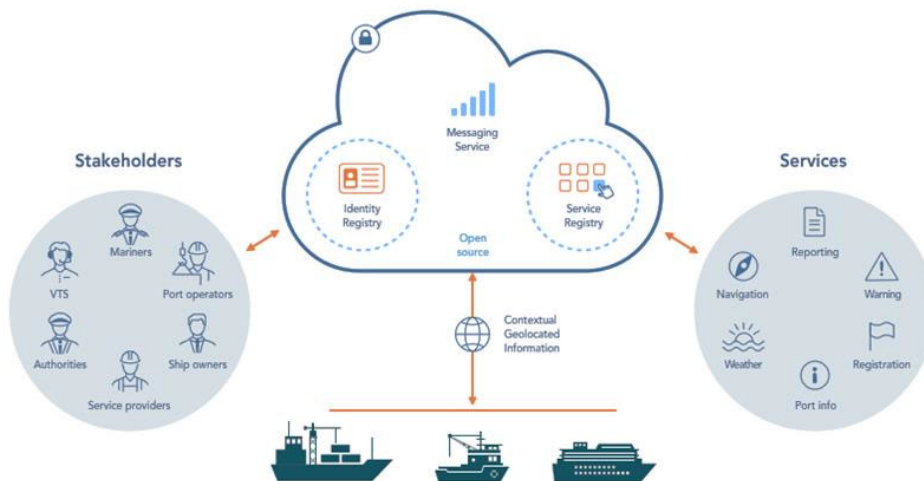 Messaging
Service
Stakeholders
Services
Identity
Registry
Service
Registry
Open
source
Mariners
VTS
Port operators
Authorities
Ship owners
Service providers
Reporting
Navigation
Warning
Weather
Registration
Port info
Contextual
Geolocated
Information